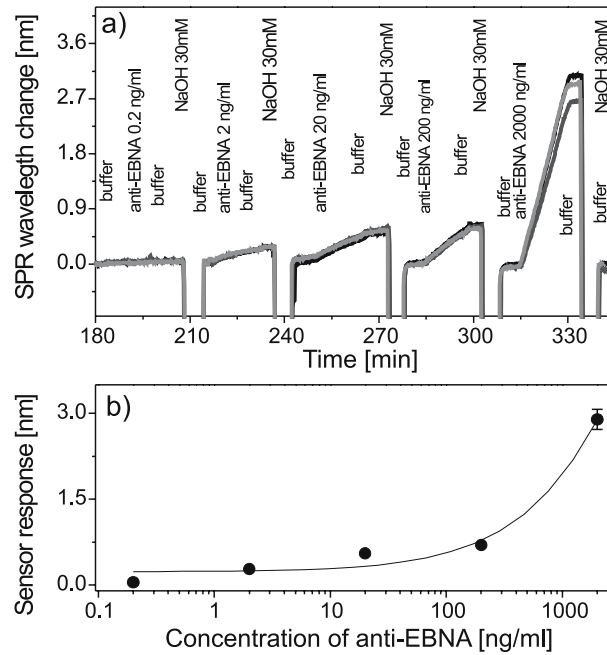 a)
SPR wavelegth change [nm]
3.6
2.7
1.8
0.9
0.0
buffer
anti-EBNA 0.2 ng/ml
buffer
NaOH 30mM
buffer
anti-EBNA 2 ng/ml
buffer
NaOH 30mM
buffer
anti-EBNA 20 ng/ml
buffer
NaOH 30mM
buffer
anti-EBNA 200 ng/ml
buffer
NaOH 30mM
buffer
anti-EBNA 2000 ng/ml
buffer
NaOH 30mM
buffer
180 210 240 270 300 330
Time [min]
b)
Sensor response [nm]
3.0
1.5
0.0
0.1 1 10 100 1000
Concentration of anti-EBNA [ng/ml]